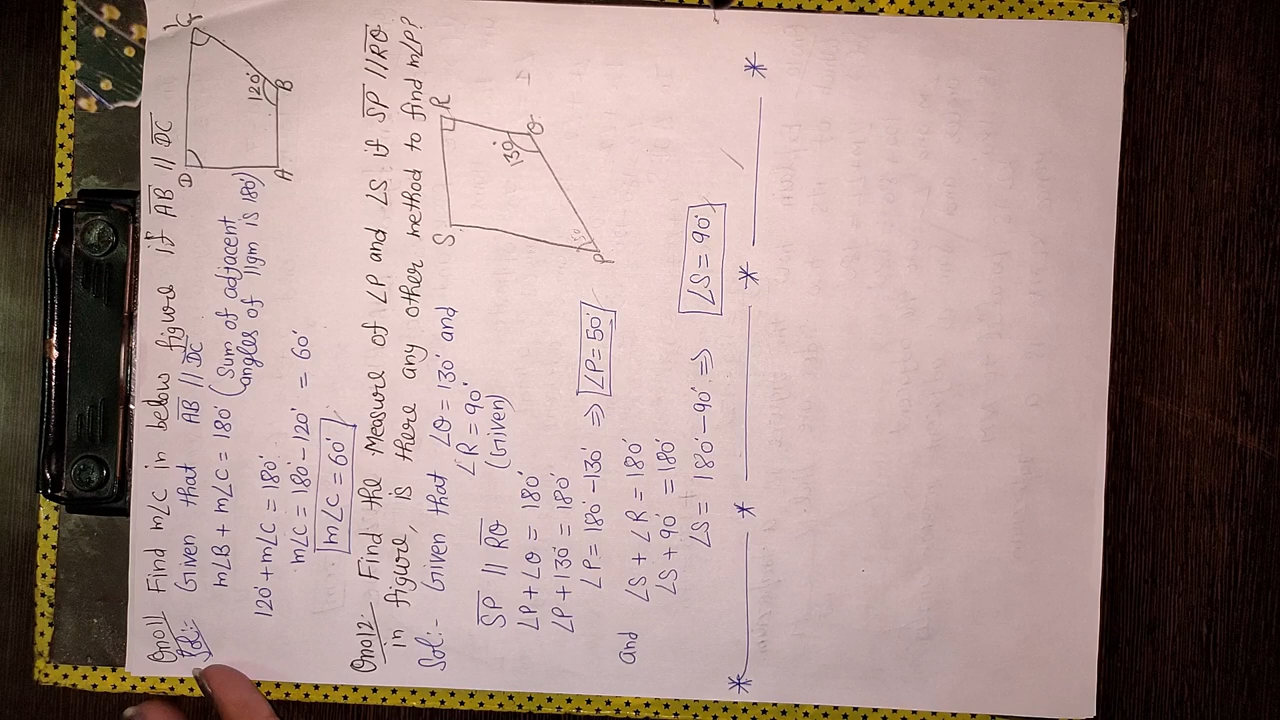 Qno11 Find m∠C in below figure if AB || DC
Sol:- Given that AB || DC
m∠B + m∠C = 180° (Sum of adjacent
angles of ||gm is 180°)
120° + m∠C = 180°
m∠C = 180° - 120° = 60°
m∠C = 60°
D
C
120°
A
B
Qno12:- Find the Measure of ∠P and ∠S if SP || RQ
in figure, is there any other method to find m∠P?
Sol:- Given that ∠Q = 130° and
∠R = 90°
(Given)
S
R
130°
Q
P
50
SP || RQ
∠P + ∠Q = 180°
∠P + 130° = 180°
∠P = 180° - 130° ⇒ ∠P = 50°
and ∠S + ∠R = 180°
∠S + 90° = 180°
∠S = 180° - 90° ⇒ ∠S = 90°